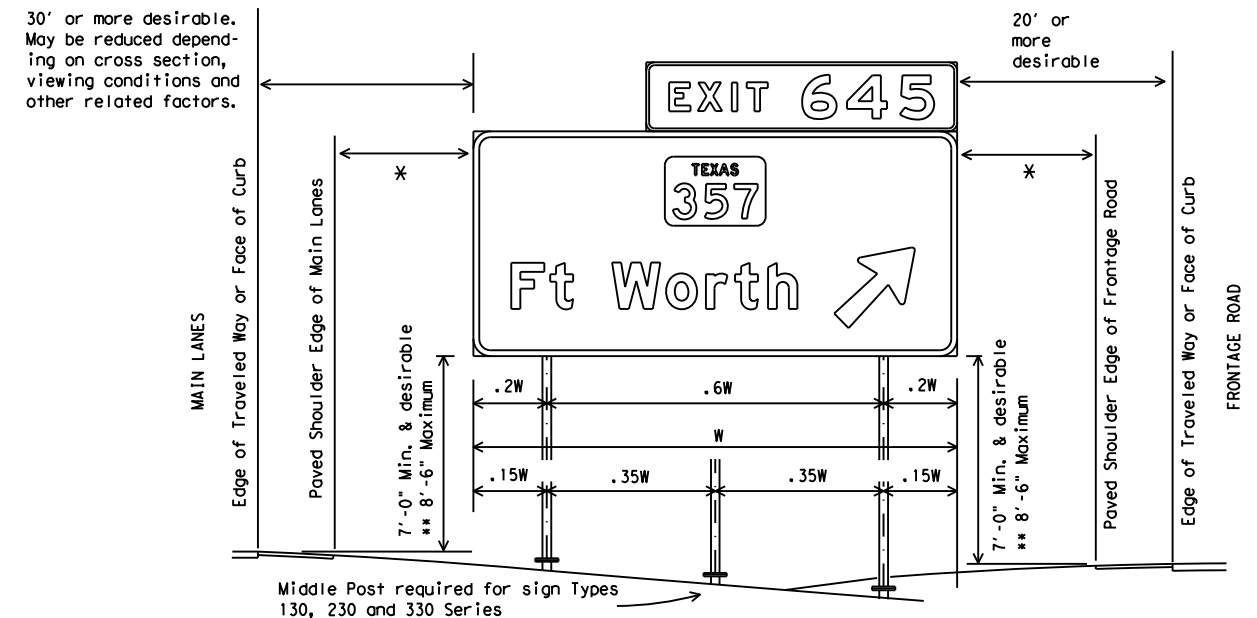 30' or more desirable.
May be reduced depend-
ing on cross section,
viewing conditions and
other related factors.
20' or
more
desirable
EXIT 645
TEXAS
357
Ft Worth
*
*
MAIN LANES
Edge of Traveled Way or Face of Curb
Paved Shoulder Edge of Main Lanes
7'-0" Min. & desirable
** 8'-6" Maximum
.2W
.6W
.2W
W
.15W
.35W
.35W
.15W
7'-0" Min. & desirable
** 8'-6" Maximum
Paved Shoulder Edge of Frontage Road
Edge of Traveled Way or Face of Curb
FRONTAGE ROAD
Middle Post required for sign Types
130, 230 and 330 Series